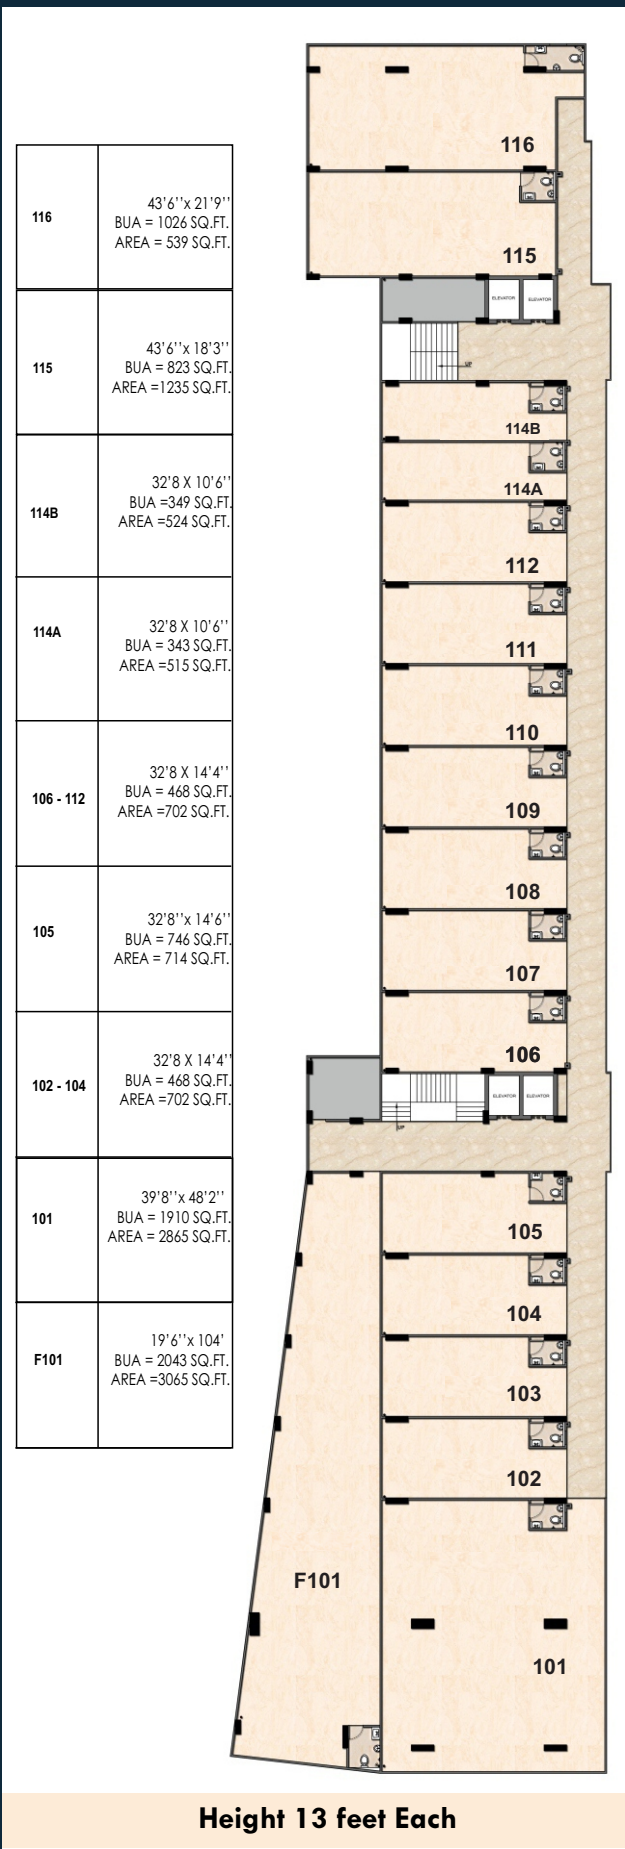 116
43'6''x 21'9''
BUA = 1026 SQ.FT.
AREA = 539 SQ.FT.
115
43'6''x 18'3''
BUA = 823 SQ.FT.
AREA =1235 SQ.FT.
114B
32'8 X 10'6''
BUA =349 SQ.FT.
AREA =524 SQ.FT.
114A
32'8 X 10'6''
BUA = 343 SQ.FT.
AREA =515 SQ.FT.
106 - 112
32'8 X 14'4''
BUA = 468 SQ.FT.
AREA =702 SQ.FT.
105
32'8''x 14'6''
BUA = 746 SQ.FT.
AREA = 714 SQ.FT.
102 - 104
32'8 X 14'4''
BUA = 468 SQ.FT.
AREA =702 SQ.FT.
101
39'8''x 48'2''
BUA = 1910 SQ.FT.
AREA = 2865 SQ.FT.
F101
19'6''x 104'
BUA = 2043 SQ.FT.
AREA =3065 SQ.FT.
116
115
ELEVATOR
ELEVATOR
UP
114B
114A
112
111
110
109
108
107
106
ELEVATOR
ELEVATOR
UP
105
104
103
102
F101
101
Height 13 feet Each